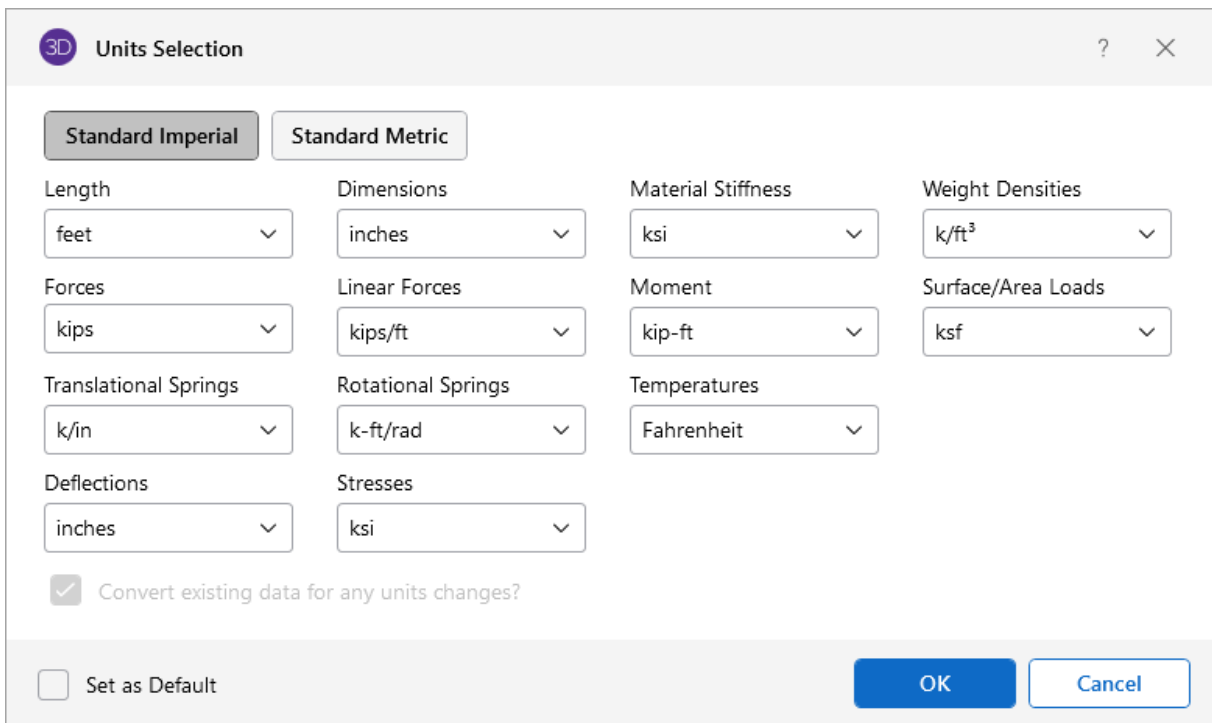 3D Units Selection ?
Standard Imperial Standard Metric
Length Dimensions Material Stiffness Weight Densities
feet inches ksi k/ft³
Forces Linear Forces Moment Surface/Area Loads
kips kips/ft kip-ft ksf
Translational Springs Rotational Springs Temperatures
k/in k-ft/rad Fahrenheit
Deflections Stresses
inches ksi
Convert existing data for any units changes?
Set as Default OK Cancel